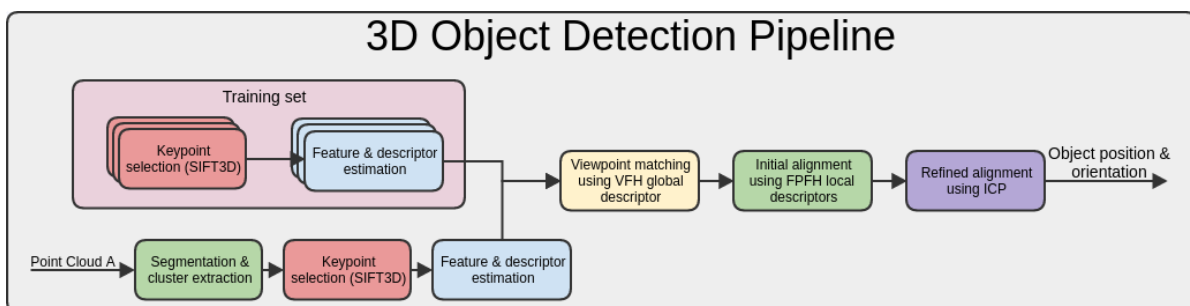 3D Object Detection Pipeline
Training set
Keypoint
selection (SIFT3D)
Feature & descriptor
estimation
Viewpoint matching
using VFH global
descriptor
Initial alignment
using FPFH local
descriptors
Refined alignment
using ICP
Object position &
orientation
Point Cloud A
Segmentation &
cluster extraction
Keypoint
selection (SIFT3D)
Feature & descriptor
estimation